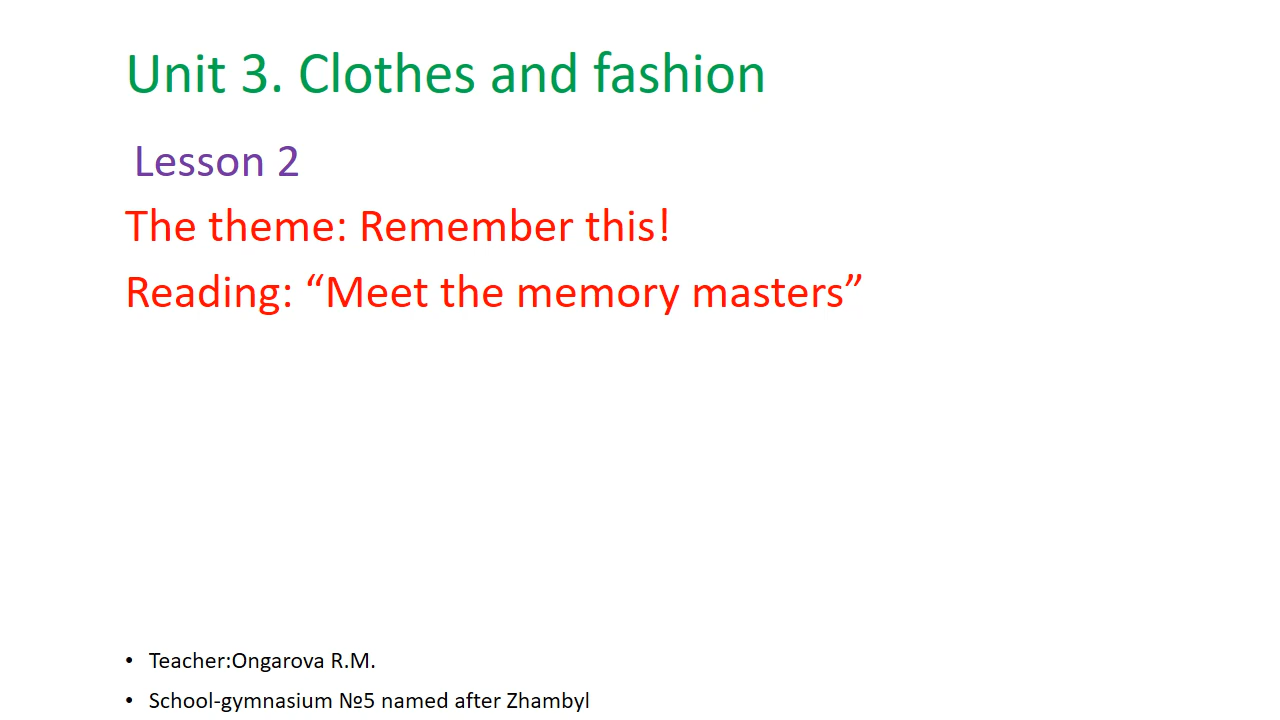 Unit 3. Clothes and fashion
Lesson 2
The theme: Remember this!
Reading: “Meet the memory masters”
• Teacher:Ongarova R.M.
• School-gymnasium №5 named after Zhambyl